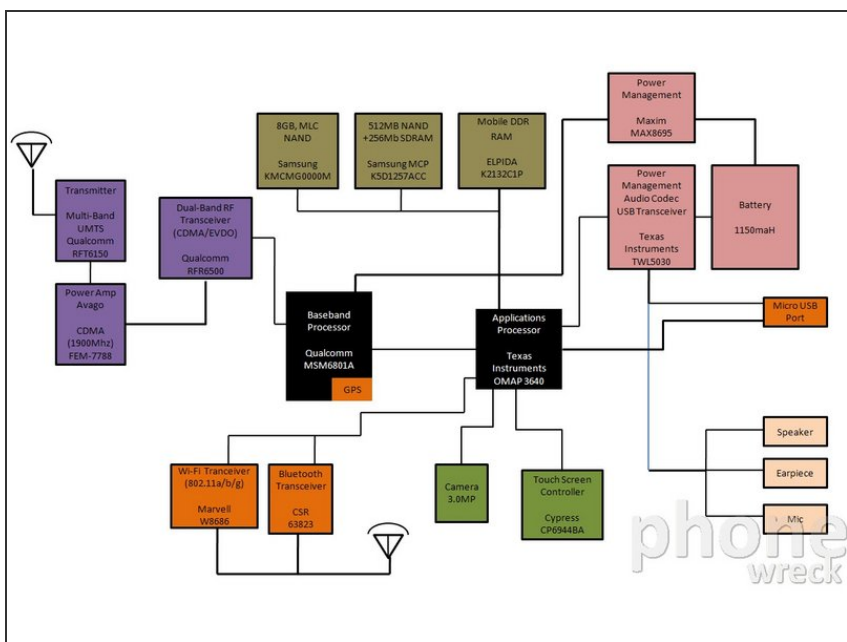 Power
Management
Maxim
MAX8695
8GB, MLC
NAND
Samsung
KMCMG0000M
512MB NAND
+256Mb SDRAM
Samsung MCP
K5D1257ACC
Mobile DDR
RAM
ELPIDA
K2132C1P
Transmitter
Multi-Band
UMTS
Qualcomm
RFT6150
Dual-Band RF
Transceiver
(CDMA/EVDO)
Qualcomm
RFR6500
Power
Management
Audio Codec
USB Transceiver
Texas
Instruments
TWL5030
Battery
1150maH
Power Amp
Avago
CDMA
(1900Mhz)
FEM-7788
Baseband
Processor
Qualcomm
MSM6801A
GPS
Applications
Processor
Texas
Instruments
OMAP 3640
Micro USB
Port
Wi-FI Tranceiver
(802.11a/b/g)
Marvell
W8686
Bluetooth
Transceiver
CSR
63823
Camera
3.0MP
Touch Screen
Controller
Cypress
CP6944BA
Speaker
Earpiece
Mic
phone
wreck